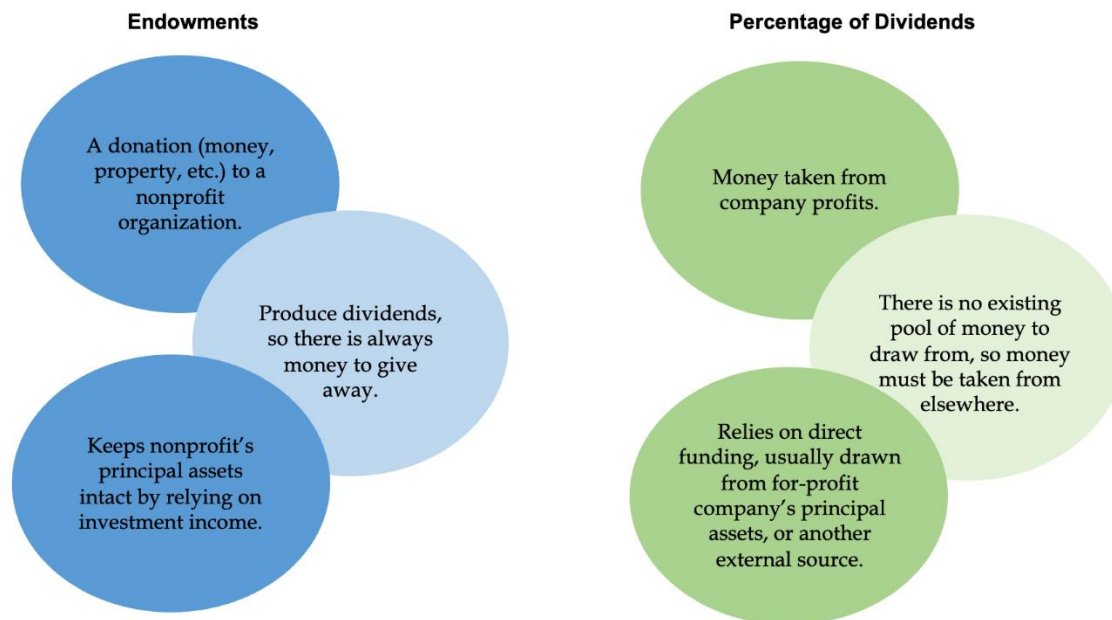 Endowments
A donation (money,
property, etc.) to a
nonprofit
organization.
Produce dividends,
so there is always
money to give
away.
Keeps nonprofit’s
principal assets
intact by relying on
investment income.
Percentage of Dividends
Money taken from
company profits.
There is no existing
pool of money to
draw from, so money
must be taken from
elsewhere.
Relies on direct
funding, usually drawn
from for-profit
company’s principal
assets, or another
external source.